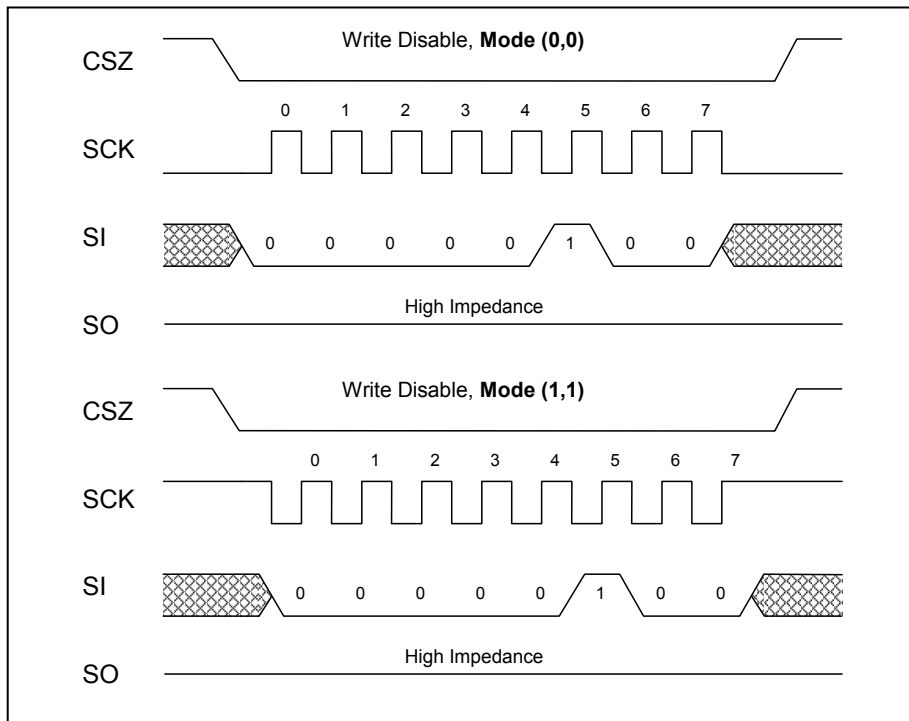 Write Disable, Mode (0,0)
CSZ
0 1 2 3 4 5 6 7
SCK
SI
0 0 0 0 0 1 0 0
High Impedance
SO
Write Disable, Mode (1,1)
CSZ
0 1 2 3 4 5 6 7
SCK
SI
0 0 0 0 0 1 0 0
High Impedance
SO